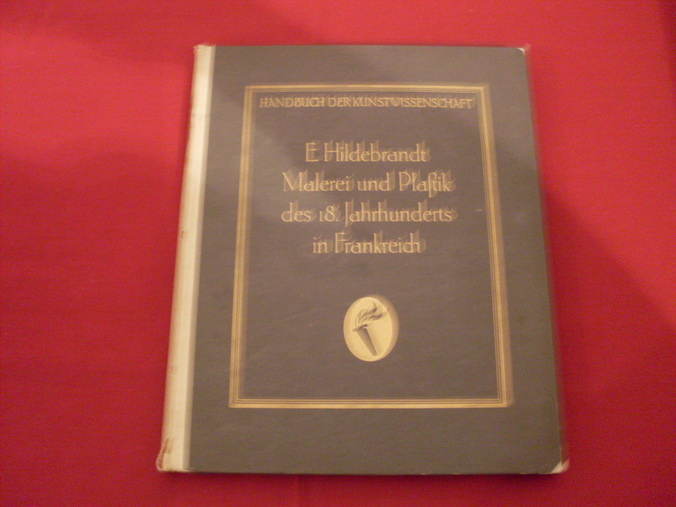 HANDBUCH DER KUNSTWISSENSCHAFT
E Hildebrandt
Malerei und Plaſtik
des 18. Jahrhunderts
in Frankreich